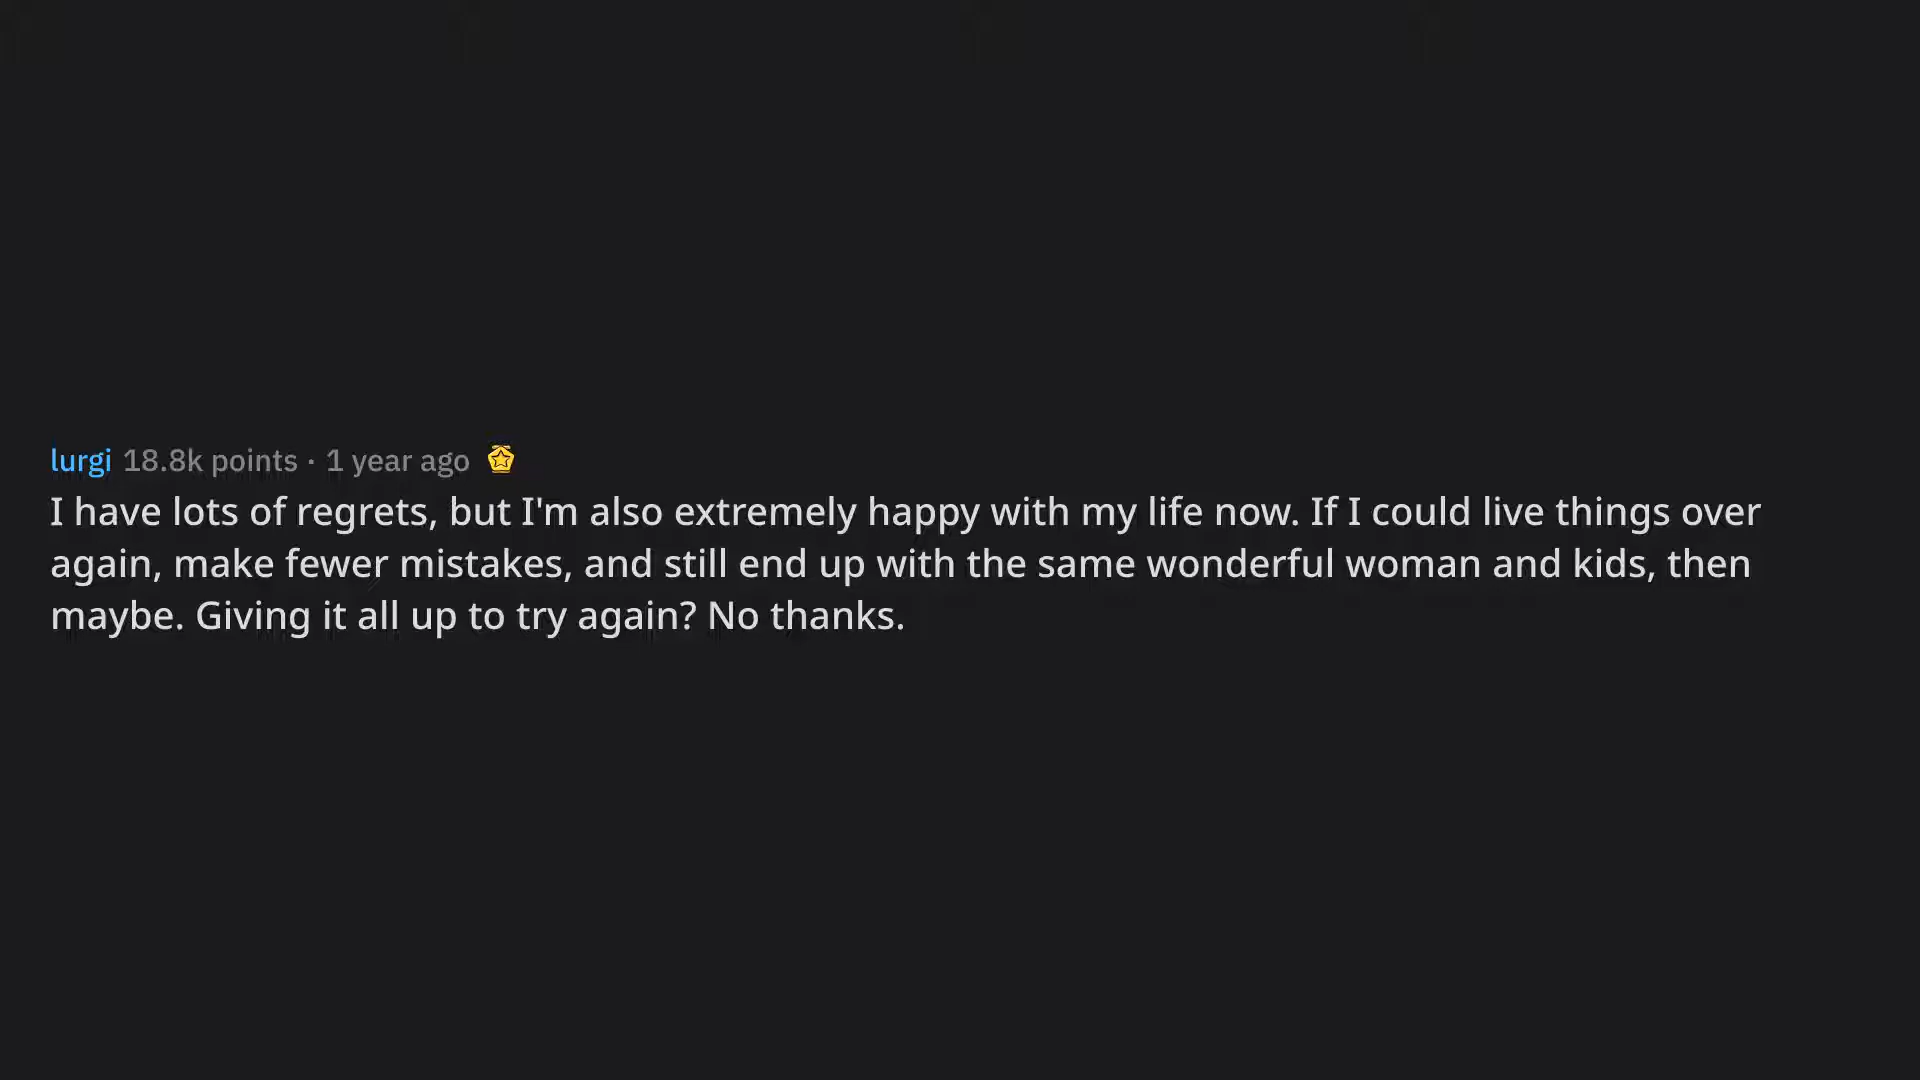 lurgi 18.8k points · 1 year ago
I have lots of regrets, but I'm also extremely happy with my life now. If I could live things over
again, make fewer mistakes, and still end up with the same wonderful woman and kids, then
maybe. Giving it all up to try again? No thanks.